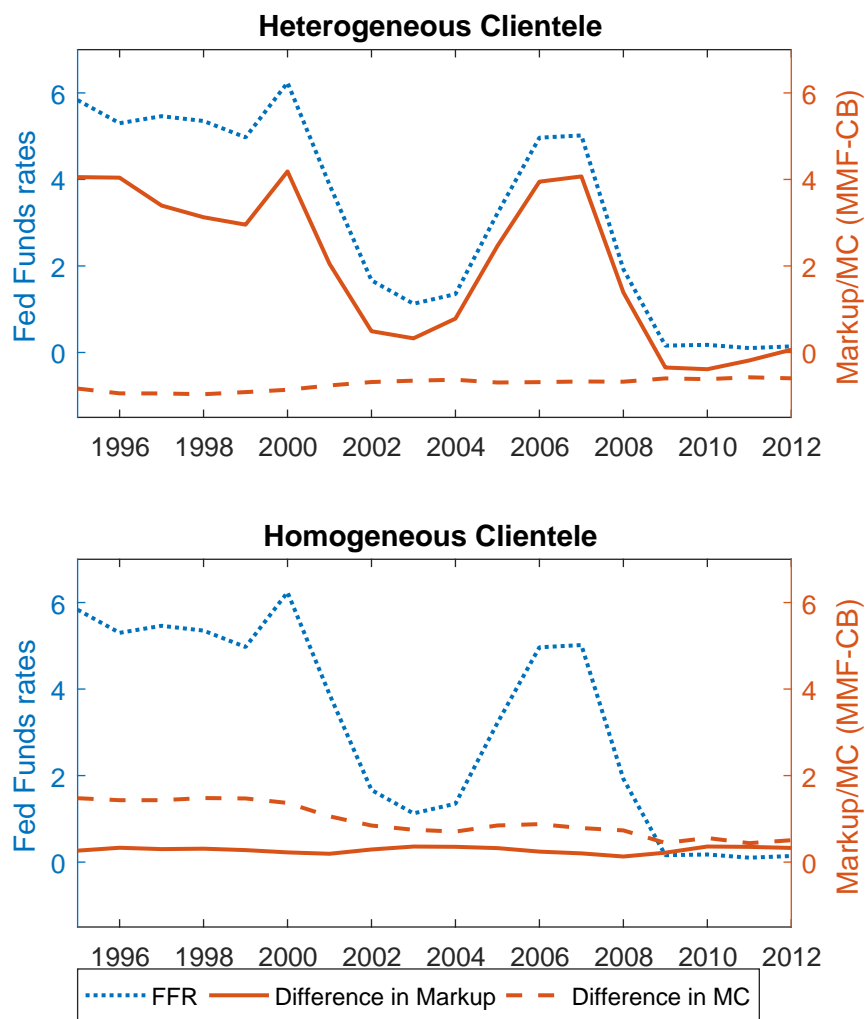 Heterogeneous Clientele
6
4
2
0
Fed Funds rates
6
4
2
0
Markup/MC (MMF-CB)
1996 1998 2000 2002 2004 2006 2008 2010 2012
Homogeneous Clientele
6
4
2
0
Fed Funds rates
6
4
2
0
Markup/MC (MMF-CB)
1996 1998 2000 2002 2004 2006 2008 2010 2012
FFR Difference in Markup Difference in MC